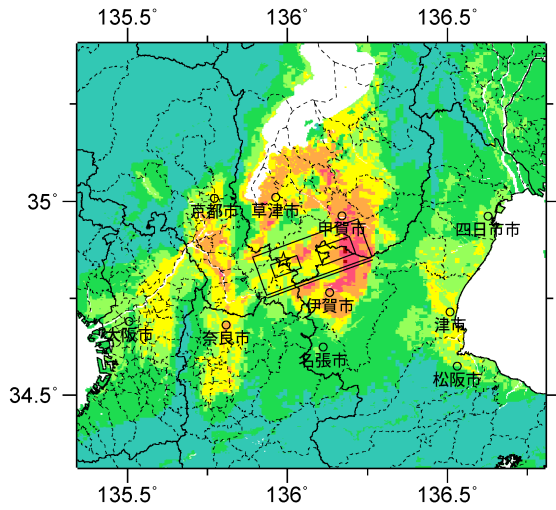 135.5° 136° 136.5°
35°
京都市 草津市
甲賀市 四日市市
伊賀市 津市
大阪市 奈良市
名張市
松阪市
34.5°
135.5° 136° 136.5°